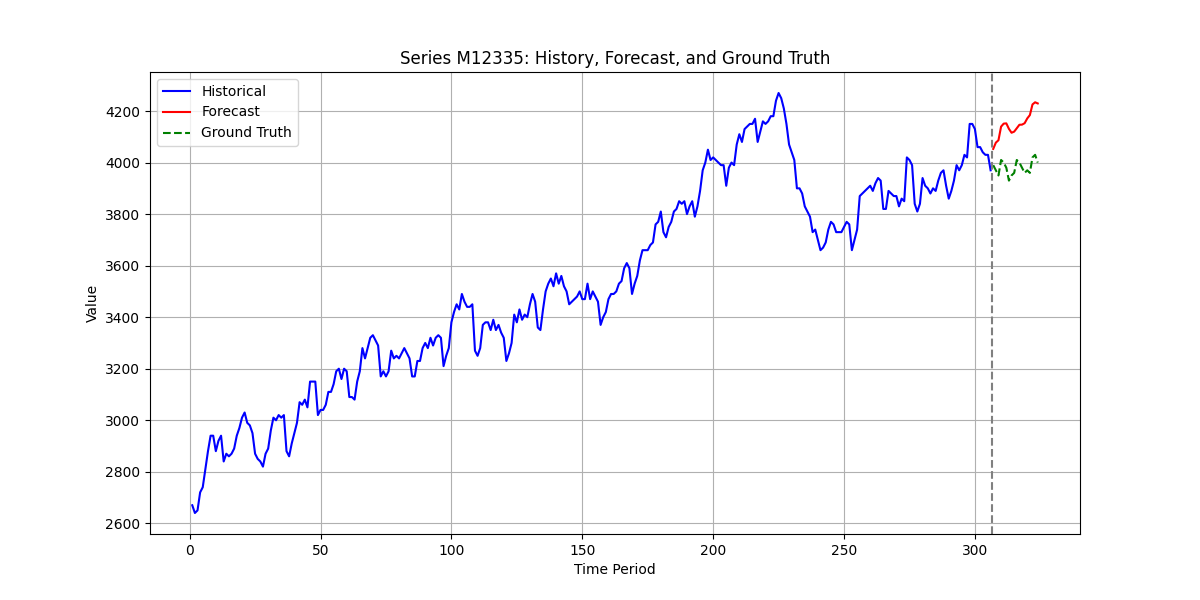 Series M12335: History, Forecast, and Ground Truth
Historical
Forecast
Ground Truth
4200
4000
3800
3600
3400
3200
3000
2800
2600
Value
0 50 100 150 200 250 300
Time Period